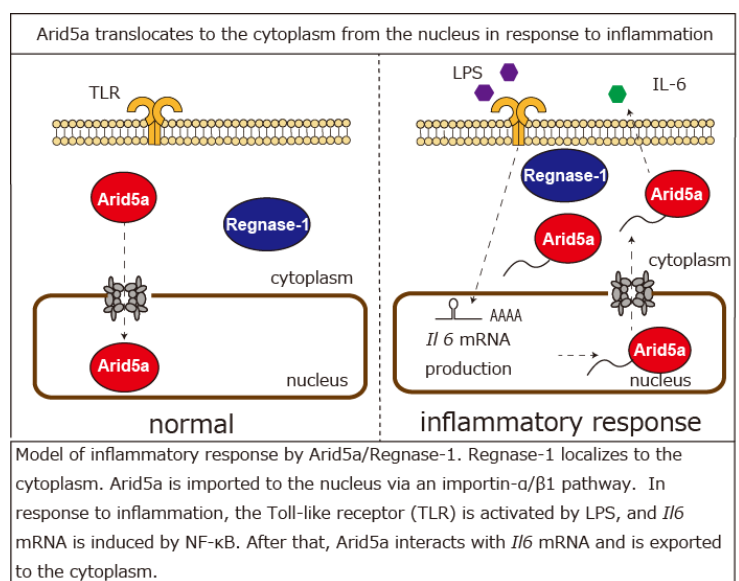 Arid5a translocates to the cytoplasm from the nucleus in response to inflammation
TLR
Arid5a
Regnase-1
cytoplasm
Arid5a
nucleus
normal
LPS
IL-6
Regnase-1
Arid5a
Arid5a
cytoplasm
AAAA
Il 6 mRNA
production
Arid5a
nucleus
inflammatory response
Model of inflammatory response by Arid5a/Regnase-1. Regnase-1 localizes to the
cytoplasm. Arid5a is imported to the nucleus via an importin-α/β1 pathway.  In
response to inflammation, the Toll-like receptor (TLR) is activated by LPS, and Il6
mRNA is induced by NF-κB. After that, Arid5a interacts with Il6 mRNA and is exported
to the cytoplasm.